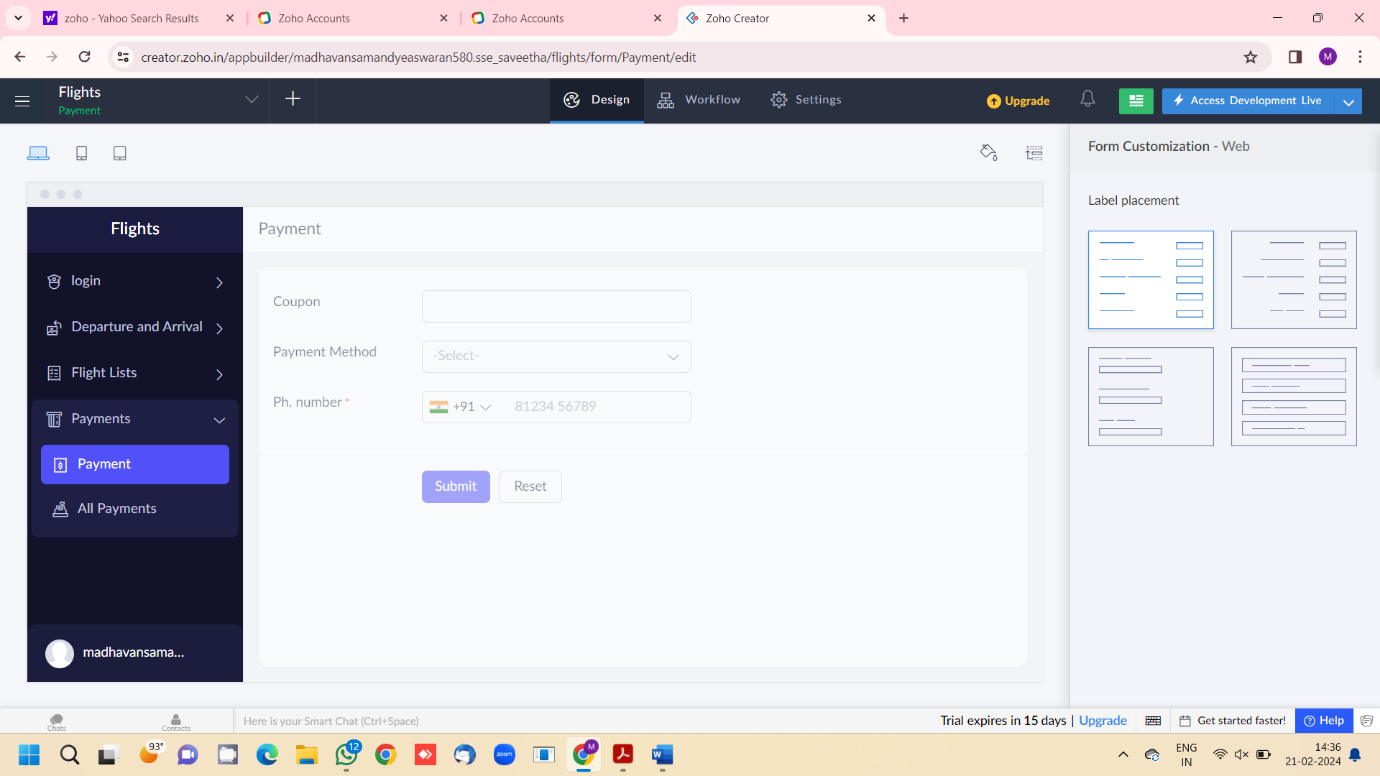 zoho - Yahoo Search Results
Zoho Accounts
Zoho Accounts
Zoho Creator
creator.zoho.in/appbuilder/madhavansamandyeaswaran580.sse_saveetha/flights/form/Payment/edit
M
Flights
Payment
Design
Workflow
Settings
Upgrade
Access Development Live
Form Customization - Web
Label placement
Flights
Payment
login
Departure and Arrival
Flight Lists
Payments
Payment
All Payments
Coupon
Payment Method
-Select-
Ph. number *
+91
81234 56789
Submit
Reset
madhavansama...
Chats
Contacts
Here is your Smart Chat (Ctrl+Space)
Trial expires in 15 days | Upgrade
Get started faster!
Help
93°
12
zoom
M
ENG
IN
14:36
21-02-2024